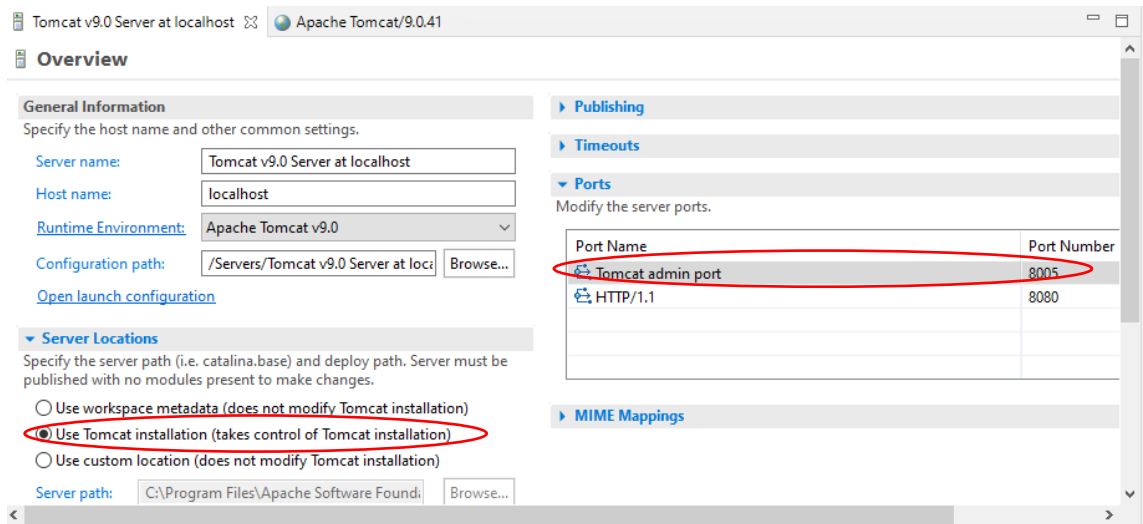 Tomcat v9.0 Server at localhost
Apache Tomcat/9.0.41
Overview
General Information
Specify the host name and other common settings.
Server name: Tomcat v9.0 Server at localhost
Host name: localhost
Runtime Environment: Apache Tomcat v9.0
Configuration path: /Servers/Tomcat v9.0 Server at loca Browse...
Open launch configuration
Server Locations
Specify the server path (i.e. catalina.base) and deploy path. Server must be
published with no modules present to make changes.
Use workspace metadata (does not modify Tomcat installation)
Use Tomcat installation (takes control of Tomcat installation)
Use custom location (does not modify Tomcat installation)
Server path: C:\Program Files\Apache Software Founda Browse...
Publishing
Timeouts
Ports
Modify the server ports.
Port Name Port Number
Tomcat admin port 8005
HTTP/1.1 8080
MIME Mappings